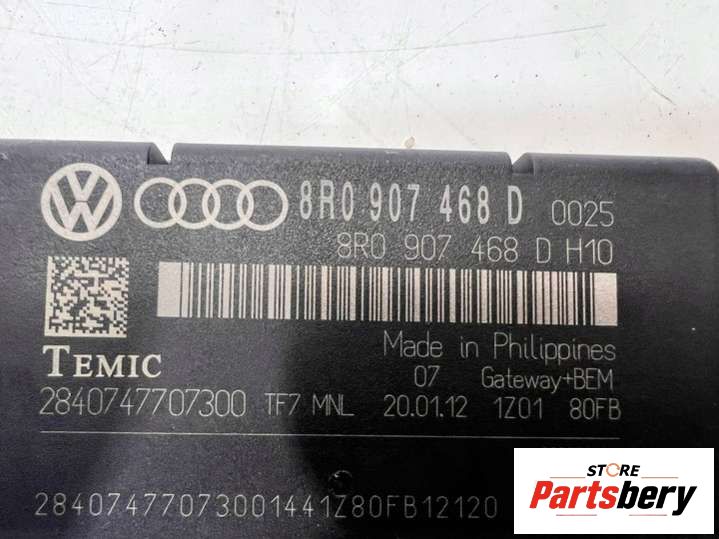 8R0 907 468 D 0025
8R0 907 468 D H10
TEMIC
Made in Philippines
07 Gateway+BEM
2840747707300 TF7 MNL 20.01.12 1Z01 80FB
28407477073001441Z80FB12120
STORE
Partsbery